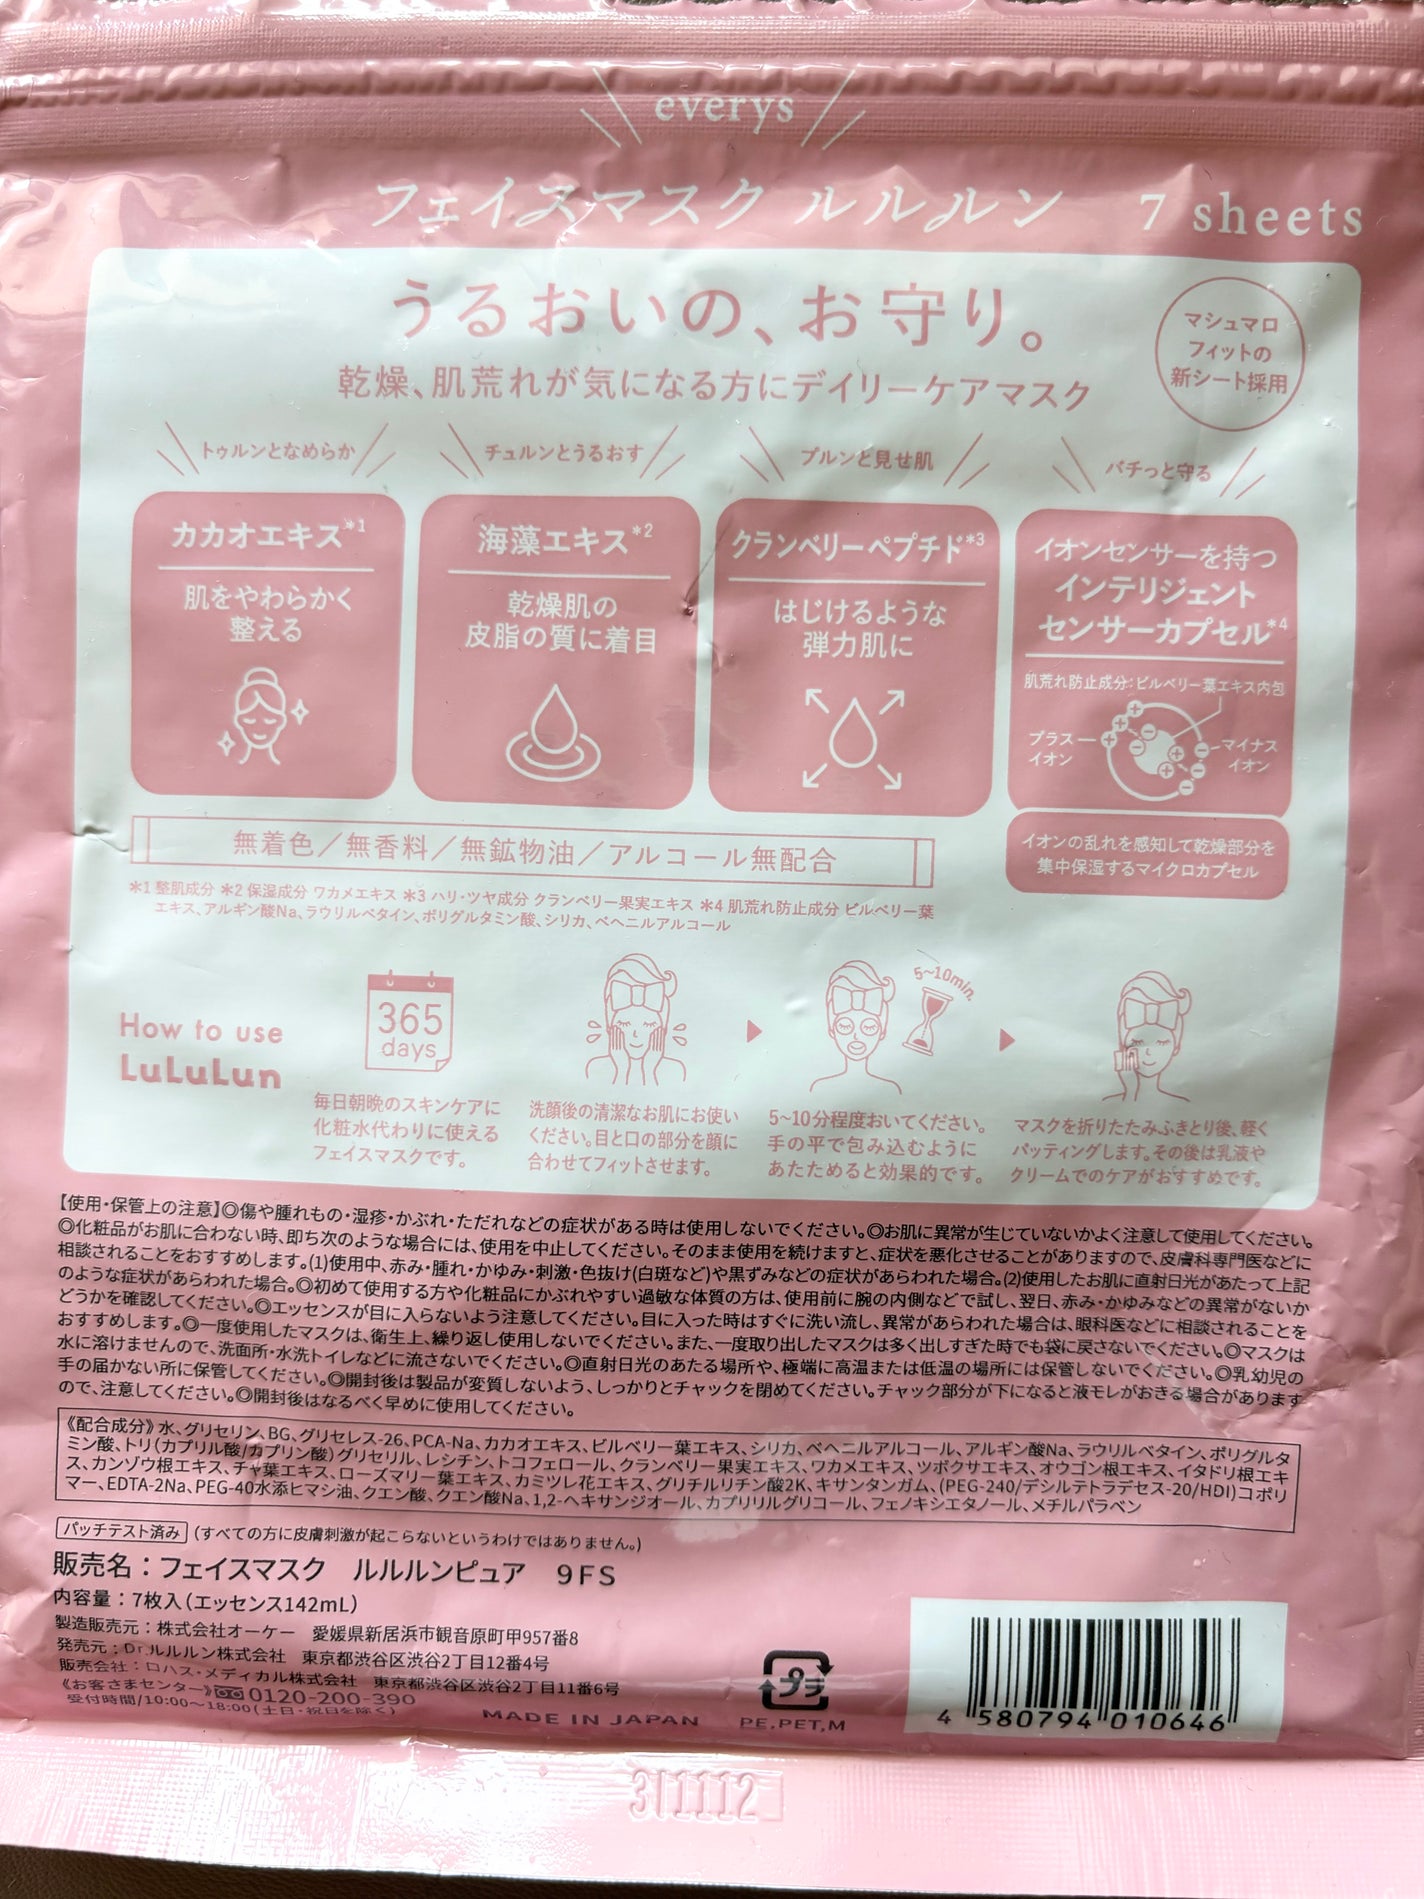 everys
フェイスマスク ルルルン 7 sheets
うるおいの、お守り。
乾燥、肌荒れが気になる方にデイリーケアマスク
マシュマロ
フィットの
新シート採用
トゥルンとなめらか
カカオエキス*1
肌をやわらかく
整える
チュルンとうるおす
海藻エキス*2
乾燥肌の
皮脂の質に着目
プルンと見せ肌
クランベリーペプチド*3
はじけるような
弾力肌に
バチっと守る
イオンセンサーを持つ
インテリジェント
センサーカプセル*4
肌荒れ防止成分:ビルベリー葉エキス内包
プラス
イオン
マイナス
イオン
イオンの乱れを感知して乾燥部分を
集中保湿するマイクロカプセル
無着色/無香料/無鉱物油/アルコール無配合
*1 整肌成分 *2 保湿成分 ワカメエキス *3 ハリ・ツヤ成分 クランベリー果実エキス *4 肌荒れ防止成分 ビルベリー葉
エキス、アルギン酸Na、ラウリルベタイン、ポリグルタミン酸、シリカ、ベヘニルアルコール
How to use
LuLuLun
365
days
毎日朝晩のスキンケアに
化粧水代わりに使える
フェイスマスクです。
洗顔後の清潔なお肌にお使い
ください。目と口の部分を顔に
合わせてフィットさせます。
5~10min.
5~10分程度おいてください。
手の平で包み込むように
あたためると効果的です。
マスクを折りたたみふきとり後、軽く
パッティングします。その後は乳液や
クリームでのケアがおすすめです。
【使用・保管上の注意】◎傷や腫れもの・湿疹・かぶれ・ただれなどの症状がある時は使用しないでください。◎お肌に異常が生じていないかよく注意して使用してください。
◎化粧品がお肌に合わない時、即ち次のような場合には、使用を中止してください。そのまま使用を続けますと、症状を悪化させることがありますので、皮膚科専門医などに
相談されることをおすすめします。(1)使用中、赤み・腫れ・かゆみ・刺激・色抜け(白斑など)や黒ずみなどの症状があらわれた場合。(2)使用したお肌に直射日光があたって上記
のような症状があらわれた場合。◎初めて使用する方や化粧品にかぶれやすい過敏な体質の方は、使用前に腕の内側などで試し、翌日、赤み・かゆみなどの異常がないか
どうかを確認してください。◎エッセンスが目に入らないよう注意してください。目に入った時はすぐに洗い流し、異常があらわれた場合は、眼科医などに相談されることを
おすすめします。◎一度使用したマスクは、衛生上、繰り返し使用しないでください。また、一度取り出したマスクは多く出しすぎた時でも袋に戻さないでください。◎マスクは
水に溶けませんので、洗面所・水洗トイレなどに流さないでください。◎直射日光のあたる場所や、極端に高温または低温の場所には保管しないでください。◎乳幼児の
手の届かない所に保管してください。◎開封後は製品が変質しないよう、しっかりとチャックを閉めてください。チャック部分が下になると液モレがおきる場合があります
ので、注意してください。◎開封後はなるべく早めに使用してください。
《配合成分》水、グリセリン、BG、グリセレス-26、PCA-Na、カカオエキス、ビルベリー葉エキス、シリカ、ベヘニルアルコール、アルギン酸Na、ラウリルベタイン、ポリグルタ
ミン酸、トリ(カプリル酸/カプリン酸)グリセリル、レシチン、トコフェロール、クランベリー果実エキス、ワカメエキス、ツボクサエキス、オウゴン根エキス、イタドリ根エキ
ス、カンゾウ根エキス、チャ葉エキス、ローズマリー葉エキス、カミツレ花エキス、グリチルリチン酸2K、キサンタンガム、(PEG-240/デシルテトラデセス-20/HDI)コポリ
マー、EDTA-2Na、PEG-40水添ヒマシ油、クエン酸、クエン酸Na、1,2-ヘキサンジオール、カプリリルグリコール、フェノキシエタノール、メチルパラベン
パッチテスト済み (すべての方に皮膚刺激が起こらないというわけではありません。)
販売名:フェイスマスク ルルルンピュア 9FS
内容量:7枚入(エッセンス142mL)
製造販売元:株式会社オーケー 愛媛県新居浜市観音原町甲957番8
発売元:Dr.ルルルン株式会社 東京都渋谷区渋谷2丁目12番4号
販売会社:ロハス・メディカル株式会社 東京都渋谷区渋谷2丁目11番6号
《お客さまセンター》0120-200-390
受付時間/10:00~18:00(土日・祝日を除く)
MADE IN JAPAN
プラ
PE,PET,M
4 580794 010646
311112